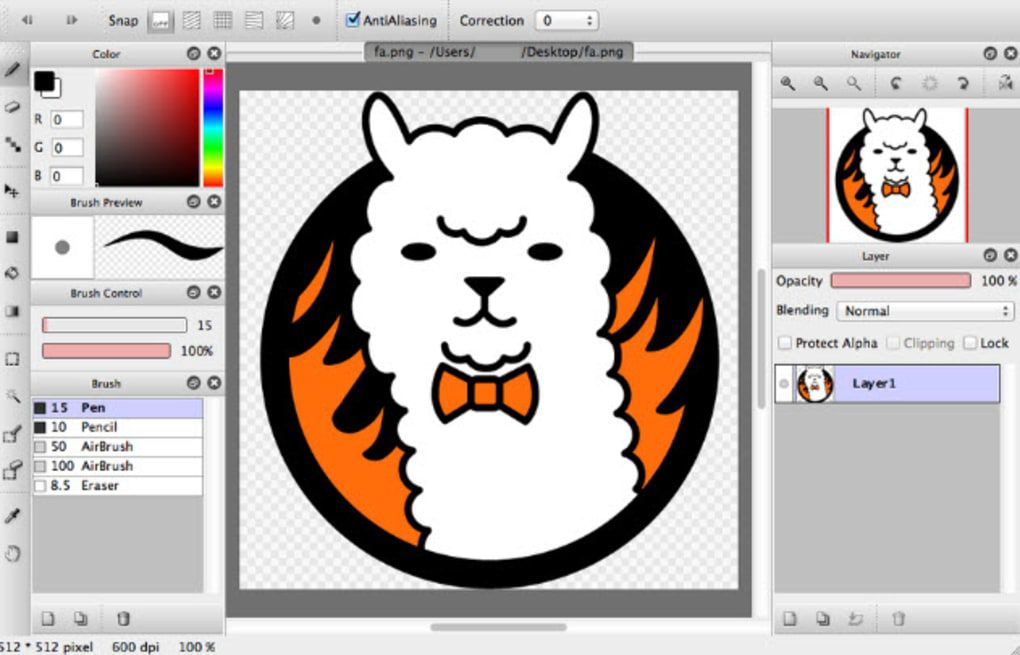 Snap OFF AntiAliasing Correction 0
fa.png - /Users/ /Desktop/fa.png
Color
R 0
G 0
B 0
Brush Preview
Brush Control
15
100%
Brush
15 Pen
10 Pencil
50 AirBrush
100 AirBrush
8.5 Eraser
Navigator
Layer
Opacity 100 %
Blending Normal
Protect Alpha Clipping Lock
Layer1
512 * 512 pixel 600 dpi 100 %